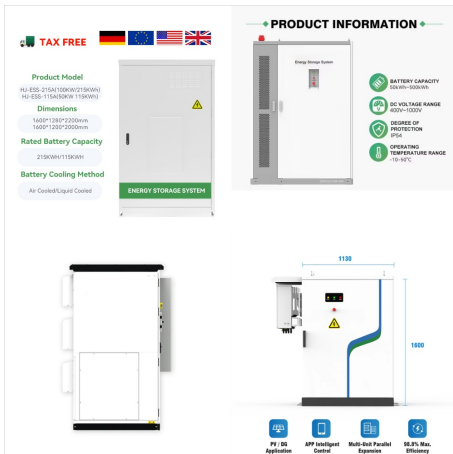 TAX FREE
Product Model
HJ-ESS-215A(100KW/215KWh)
HJ-ESS-115A(50KW 115KWh)
Dimensions
1600*1280*2200mm
1600*1200*2000mm
Rated Battery Capacity
215KWH/115KWH
Battery Cooling Method
Air Cooled/Liquid Cooled
ENERGY STORAGE SYSTEM
PRODUCT INFORMATION
Energy Storage System
BATTERY CAPACITY
50kWh~500kWh
DC VOLTAGE RANGE
400V~1000V
DEGREE OF
PROTECTION
IP54
OPERATING
TEMPERATURE RANGE
-10~50°C
1130
1600
PV / DG
Application
APP Intelligent
Control
Multi-Unit Parallel
Expansion
98.8% Max.
Efficiency